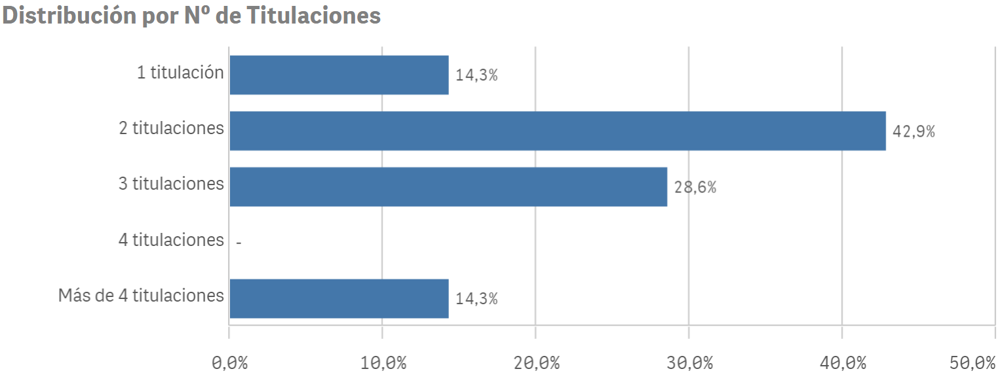 Distribución por Nº de Titulaciones
1 titulación 14,3%
2 titulaciones 42,9%
3 titulaciones 28,6%
4 titulaciones -
Más de 4 titulaciones 14,3%
0,0% 10,0% 20,0% 30,0% 40,0% 50,0%